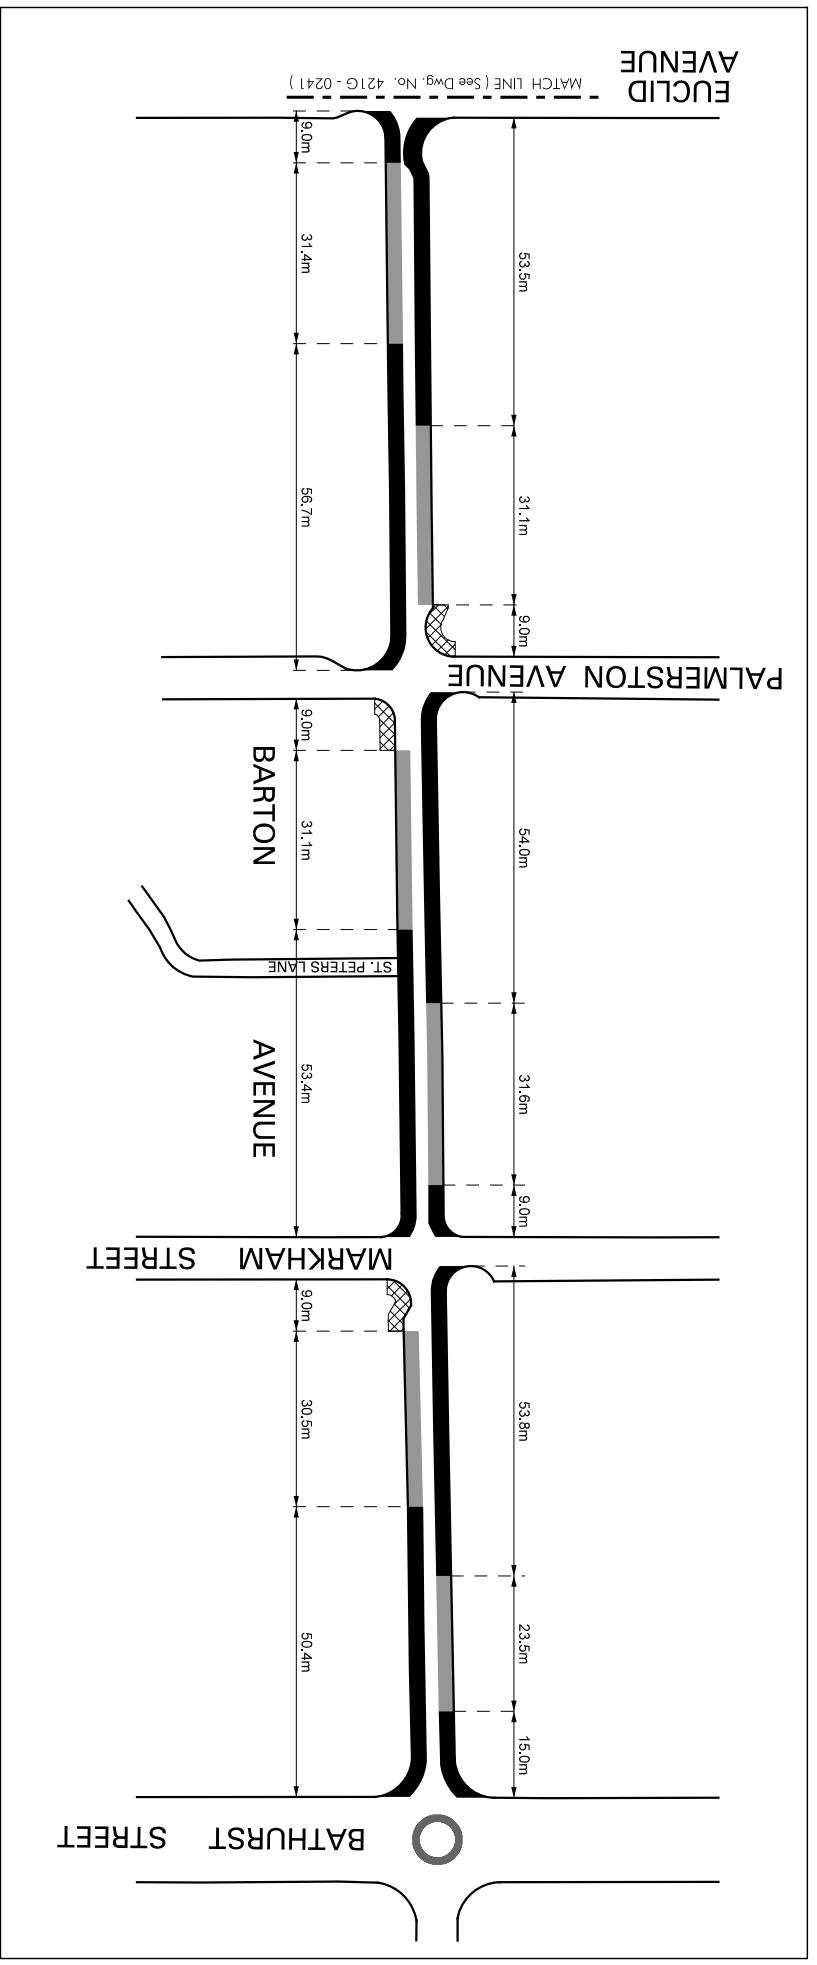 EUCLID
AVENUE
MATCH LINE ( See Dwg. No. 421G - 0241 )
9.0m
31.4m
56.7m
53.5m
31.1m
9.0m
PALMERSTON AVENUE
9.0m
31.1m
53.4m
54.0m
31.6m
9.0m
BARTON AVENUE
ST. PETERS LANE
MARKHAM STREET
9.0m
30.5m
50.4m
53.8m
23.5m
15.0m
BATHURST STREET